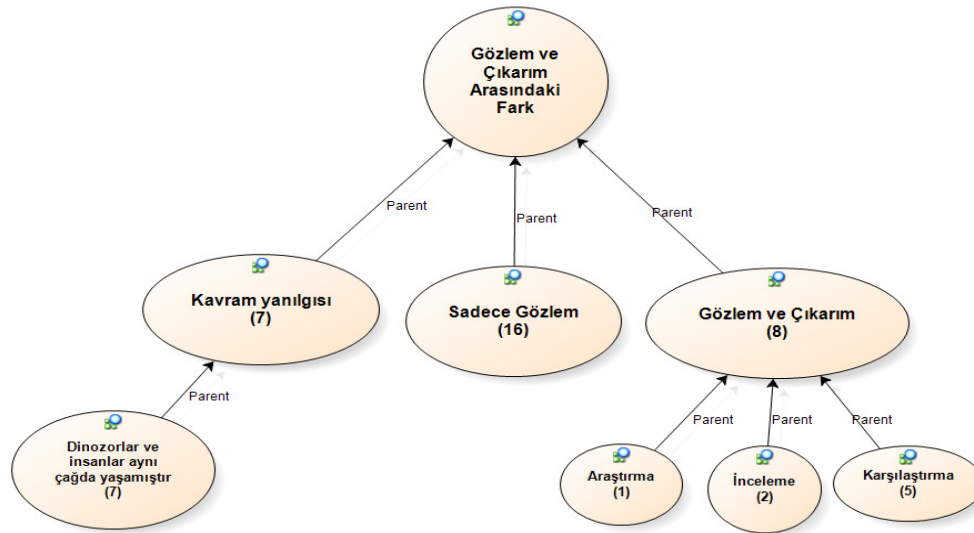 Gözlem ve
Çıkarım
Arasındaki
Fark
Parent
Parent
Parent
Kavram yanılgısı
(7)
Sadece Gözlem
(16)
Gözlem ve Çıkarım
(8)
Parent
Parent
Parent
Parent
Dinozorlar ve
insanlar aynı
çağda yaşamıştır
(7)
Araştırma
(1)
İnceleme
(2)
Karşılaştırma
(5)